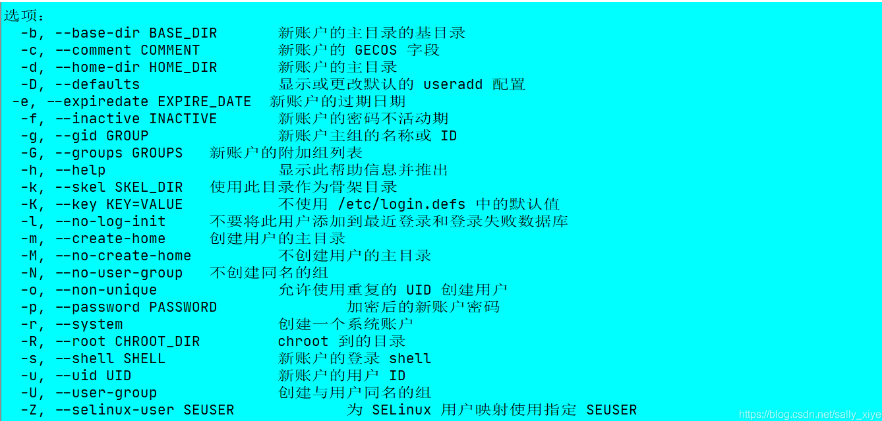 选项：
-b, --base-dir BASE_DIR 新账户的主目录的基目录
-c, --comment COMMENT 新账户的 GECOS 字段
-d, --home-dir HOME_DIR 新账户的主目录
-D, --defaults 显示或更改默认的 useradd 配置
-e, --expiredate EXPIRE_DATE 新账户的过期日期
-f, --inactive INACTIVE 新账户的密码不活动期
-g, --gid GROUP 新账户主组的名称或 ID
-G, --groups GROUPS 新账户的附加组列表
-h, --help 显示此帮助信息并推出
-k, --skel SKEL_DIR 使用此目录作为骨架目录
-K, --key KEY=VALUE 不使用 /etc/login.defs 中的默认值
-l, --no-log-init 不要将此用户添加到最近登录和登录失败数据库
-m, --create-home 创建用户的主目录
-M, --no-create-home 不创建用户的主目录
-N, --no-user-group 不创建同名的组
-o, --non-unique 允许使用重复的 UID 创建用户
-p, --password PASSWORD 加密后的新账户密码
-r, --system 创建一个系统账户
-R, --root CHROOT_DIR chroot 到的目录
-s, --shell SHELL 新账户的登录 shell
-u, --uid UID 新账户的用户 ID
-U, --user-group 创建与用户同名的组
-Z, --selinux-user SEUSER 为 SELinux 用户映射使用指定 SEUSER
https://blog.csdn.net/sally_xiye